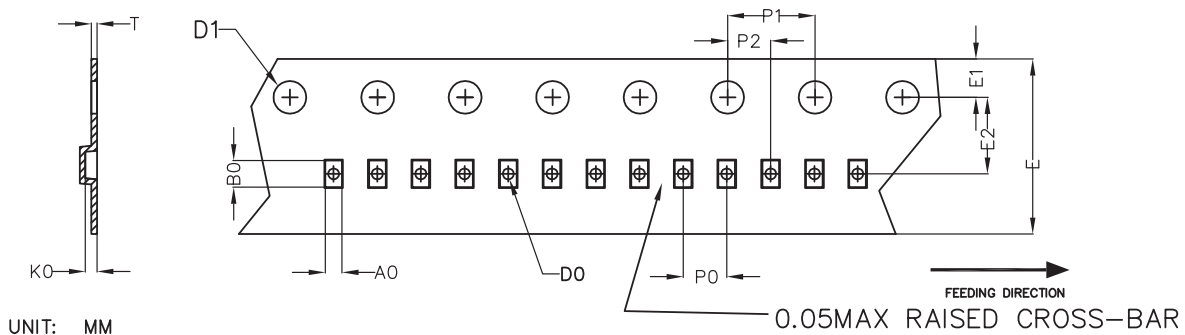 T
D1
P1
P2
E1
E2
E
B0
K0
A0
D0
P0
FEEDING DIRECTION
0.05MAX RAISED CROSS-BAR
UNIT: MM